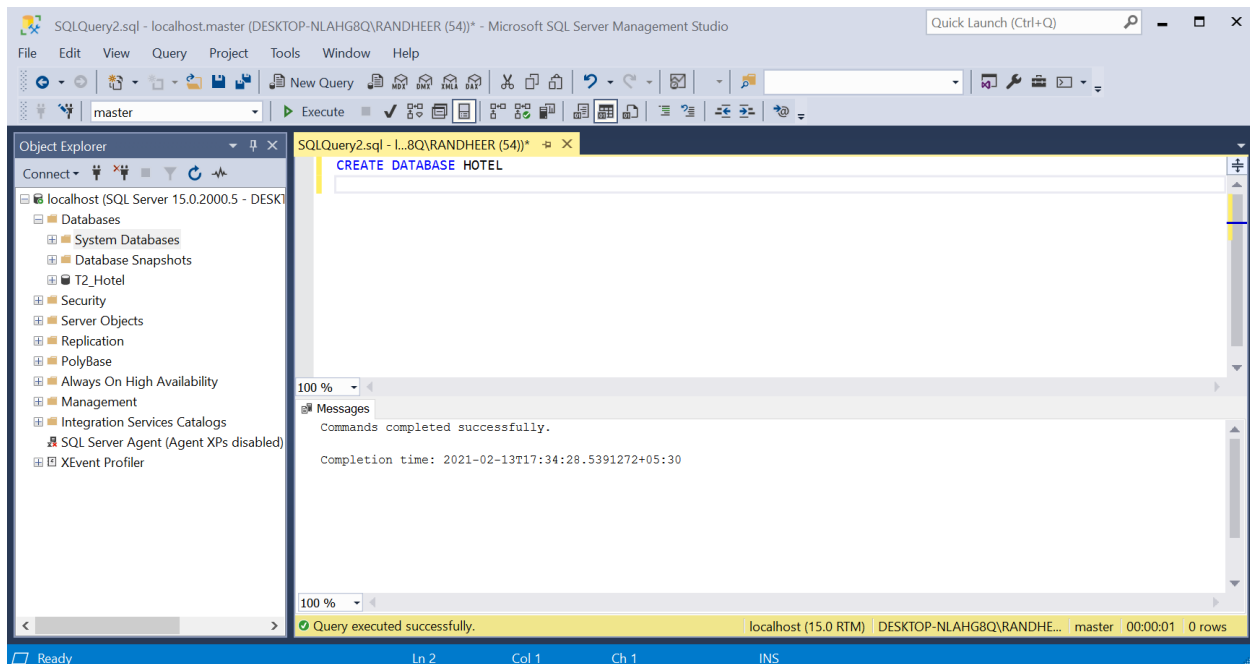 SQLQuery2.sql - localhost.master (DESKTOP-NLAHG8Q\RANDHEER (54))* - Microsoft SQL Server Management Studio
Quick Launch (Ctrl+Q)
File Edit View Query Project Tools Window Help
New Query MDX DMX XMLA DAX
master Execute
Object Explorer
Connect
localhost (SQL Server 15.0.2000.5 - DESKT
Databases
System Databases
Database Snapshots
T2_Hotel
Security
Server Objects
Replication
PolyBase
Always On High Availability
Management
Integration Services Catalogs
SQL Server Agent (Agent XPs disabled)
XEvent Profiler
SQLQuery2.sql - l...8Q\RANDHEER (54))*
CREATE DATABASE HOTEL
100 %
Messages
Commands completed successfully.
Completion time: 2021-02-13T17:34:28.5391272+05:30
100 %
Query executed successfully. localhost (15.0 RTM) DESKTOP-NLAHG8Q\RANDHE... master 00:00:01 0 rows
Ready Ln 2 Col 1 Ch 1 INS